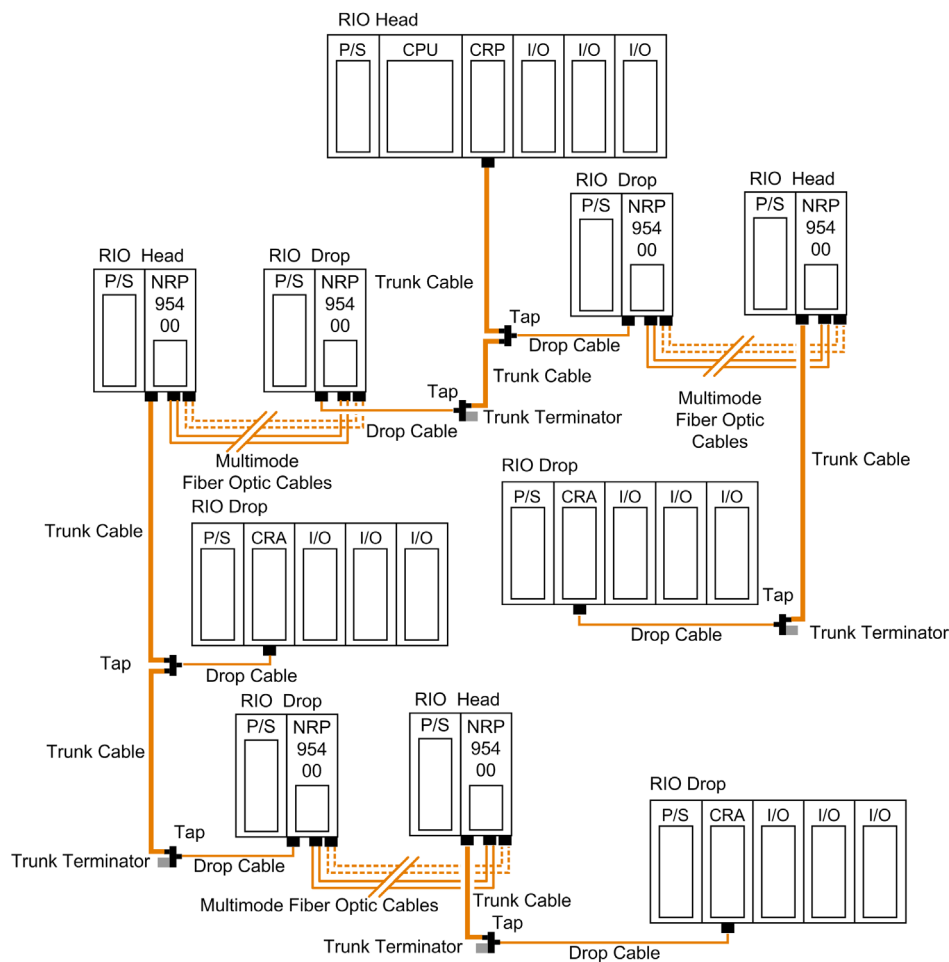 RIO Head
P/S CPU CRP I/O I/O I/O
RIO Drop
P/S NRP
954
00
RIO Head
P/S NRP
954
00
RIO Head
P/S NRP
954
00
RIO Drop
P/S NRP
954
00
Trunk Cable
Tap
Drop Cable
Trunk Cable
Tap
Trunk Terminator
Drop Cable
Multimode
Fiber Optic
Cables
Multimode
Fiber Optic Cables
Trunk Cable
RIO Drop
P/S CRA I/O I/O I/O
RIO Drop
P/S CRA I/O I/O I/O
Trunk Cable
Tap
Drop Cable
Trunk Terminator
Tap
Drop Cable
RIO Drop
P/S NRP
954
00
RIO Head
P/S NRP
954
00
Trunk Cable
RIO Drop
P/S CRA I/O I/O I/O
Tap
Trunk Terminator
Drop Cable
Multimode Fiber Optic Cables
Trunk Cable
Tap
Trunk Terminator
Drop Cable